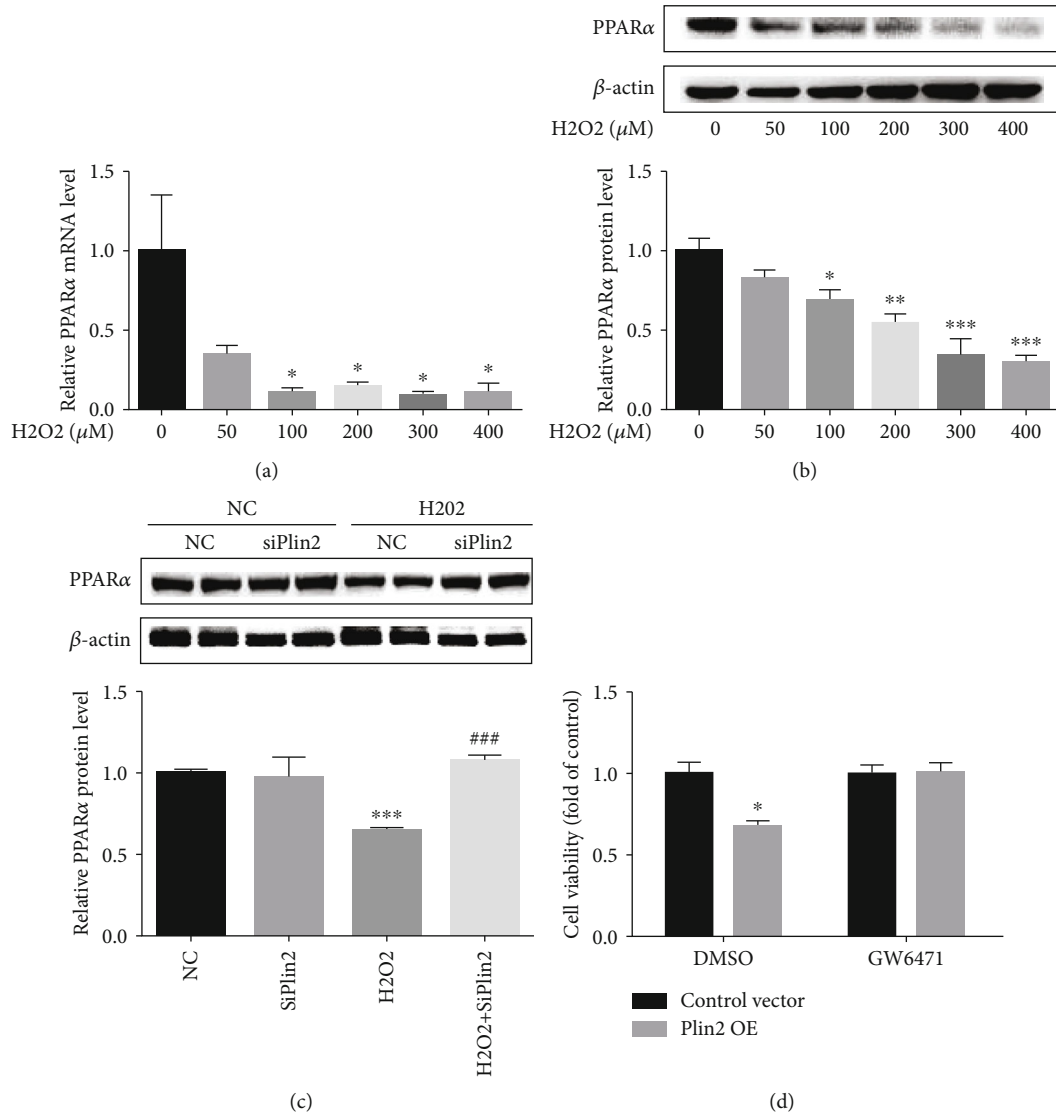 PPARα
β-actin
H2O2 (μM) 0 50 100 200 300 400
Relative PPARα mRNA level
1.5
1.0
0.5
0.0
* * * *
H2O2 (μM) 0 50 100 200 300 400
(a)
Relative PPARα protein level
1.5
1.0
0.5
0.0
* ** *** ***
H2O2 (μM) 0 50 100 200 300 400
(b)
NC H202
NC siPlin2 NC siPlin2
PPARα
β-actin
Relative PPARα protein level
1.5
1.0
0.5
0.0
*** ###
NC SiPlin2 H2O2 H2O2+SiPlin2
(c)
Cell viability (fold of control)
1.5
1.0
0.5
0.0
*
DMSO GW6471
Control vector
Plin2 OE
(d)